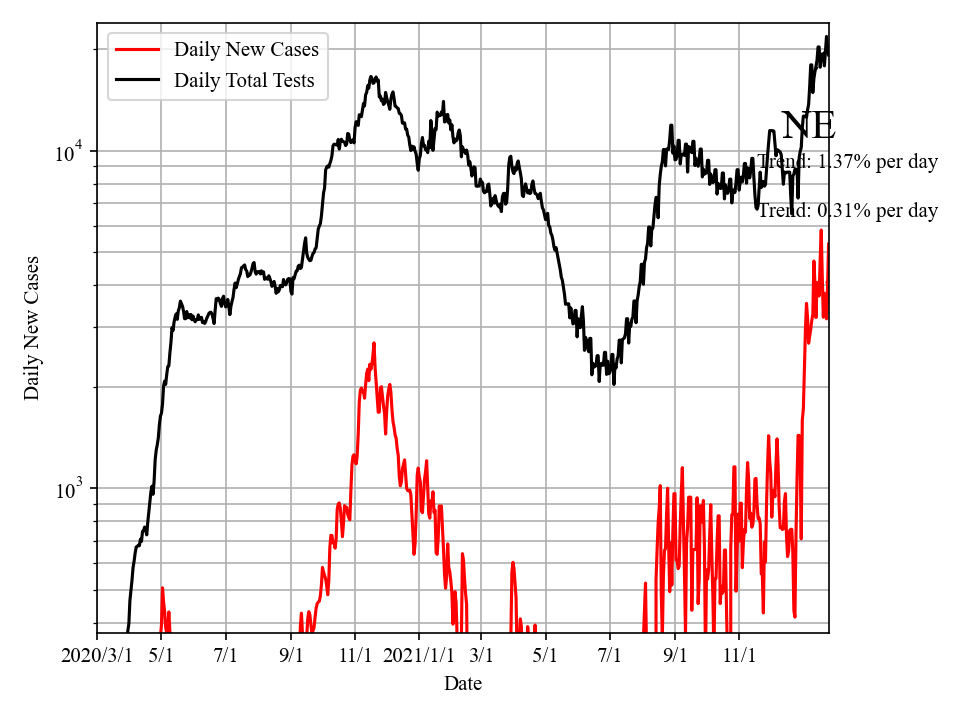 Daily New Cases
Daily Total Tests
NE
Trend: 1.37% per day
Trend: 0.31% per day
Daily New Cases
10^4
10^3
2020/3/1 5/1 7/1 9/1 11/1 2021/1/1 3/1 5/1 7/1 9/1 11/1
Date